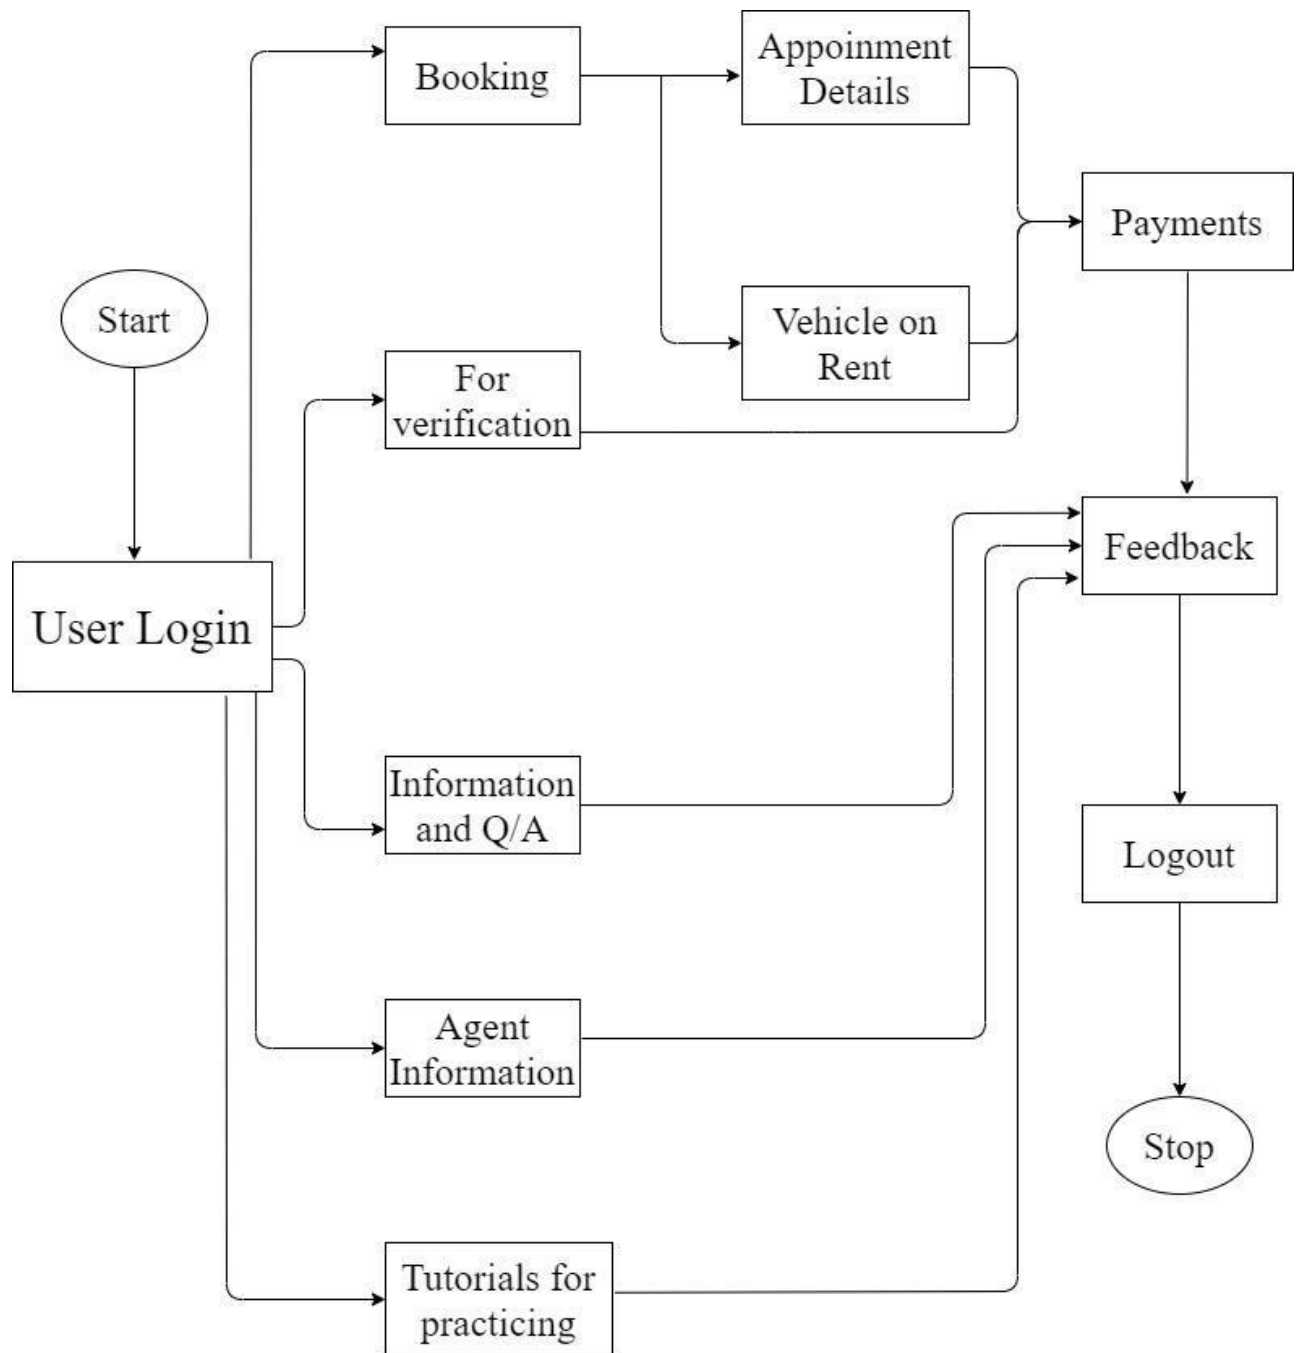 Booking
Appoinment
Details
Payments
Start
Vehicle on
Rent
For
verification
Feedback
User Login
Information
and Q/A
Logout
Agent
Information
Stop
Tutorials for
practicing